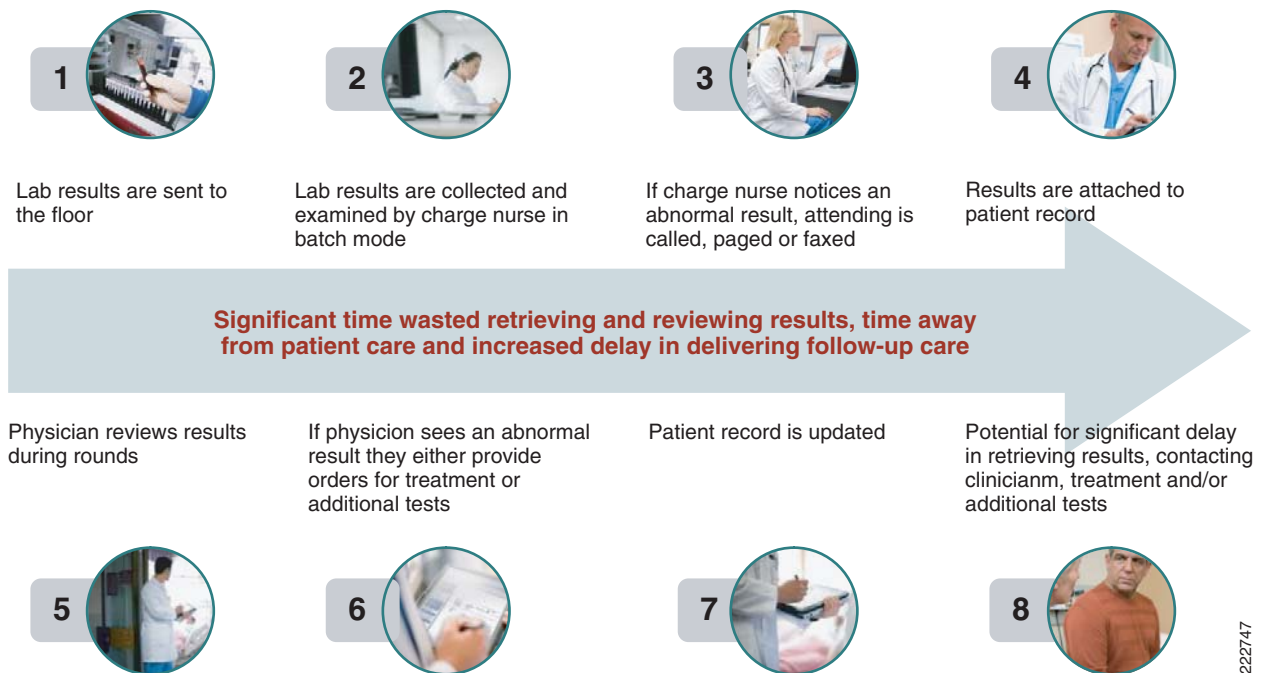 1
2
3
4
Lab results are sent to
the floor
Lab results are collected and
examined by charge nurse in
batch mode
If charge nurse notices an
abnormal result, attending is
called, paged or faxed
Results are attached to
patient record
Significant time wasted retrieving and reviewing results, time away
from patient care and increased delay in delivering follow-up care
Physician reviews results
during rounds
If physicion sees an abnormal
result they either provide
orders for treatment or
additional tests
Patient record is updated
Potential for significant delay
in retrieving results, contacting
clinicianm, treatment and/or
additional tests
5
6
7
8
222747